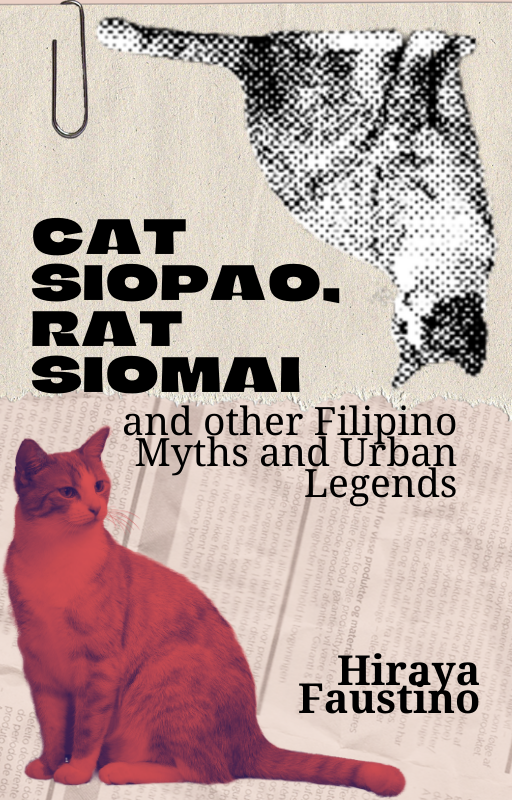 CAT
SIOPAO,
RAT
SIOMAI
and other Filipino
Myths and Urban
Legends
Hiraya
Faustino